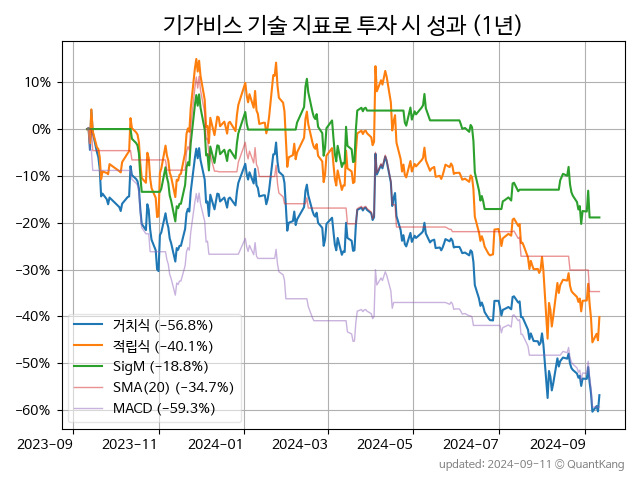 기가비스 기술 지표로 투자 시 성과 (1년)
10%
0%
−10%
−20%
−30%
−40%
−50%
−60%
거치식 (−56.8%)
적립식 (−40.1%)
SigM (−18.8%)
SMA(20) (−34.7%)
MACD (−59.3%)
2023-09 2023-11 2024-01 2024-03 2024-05 2024-07 2024-09
updated: 2024-09-11 © QuantKang